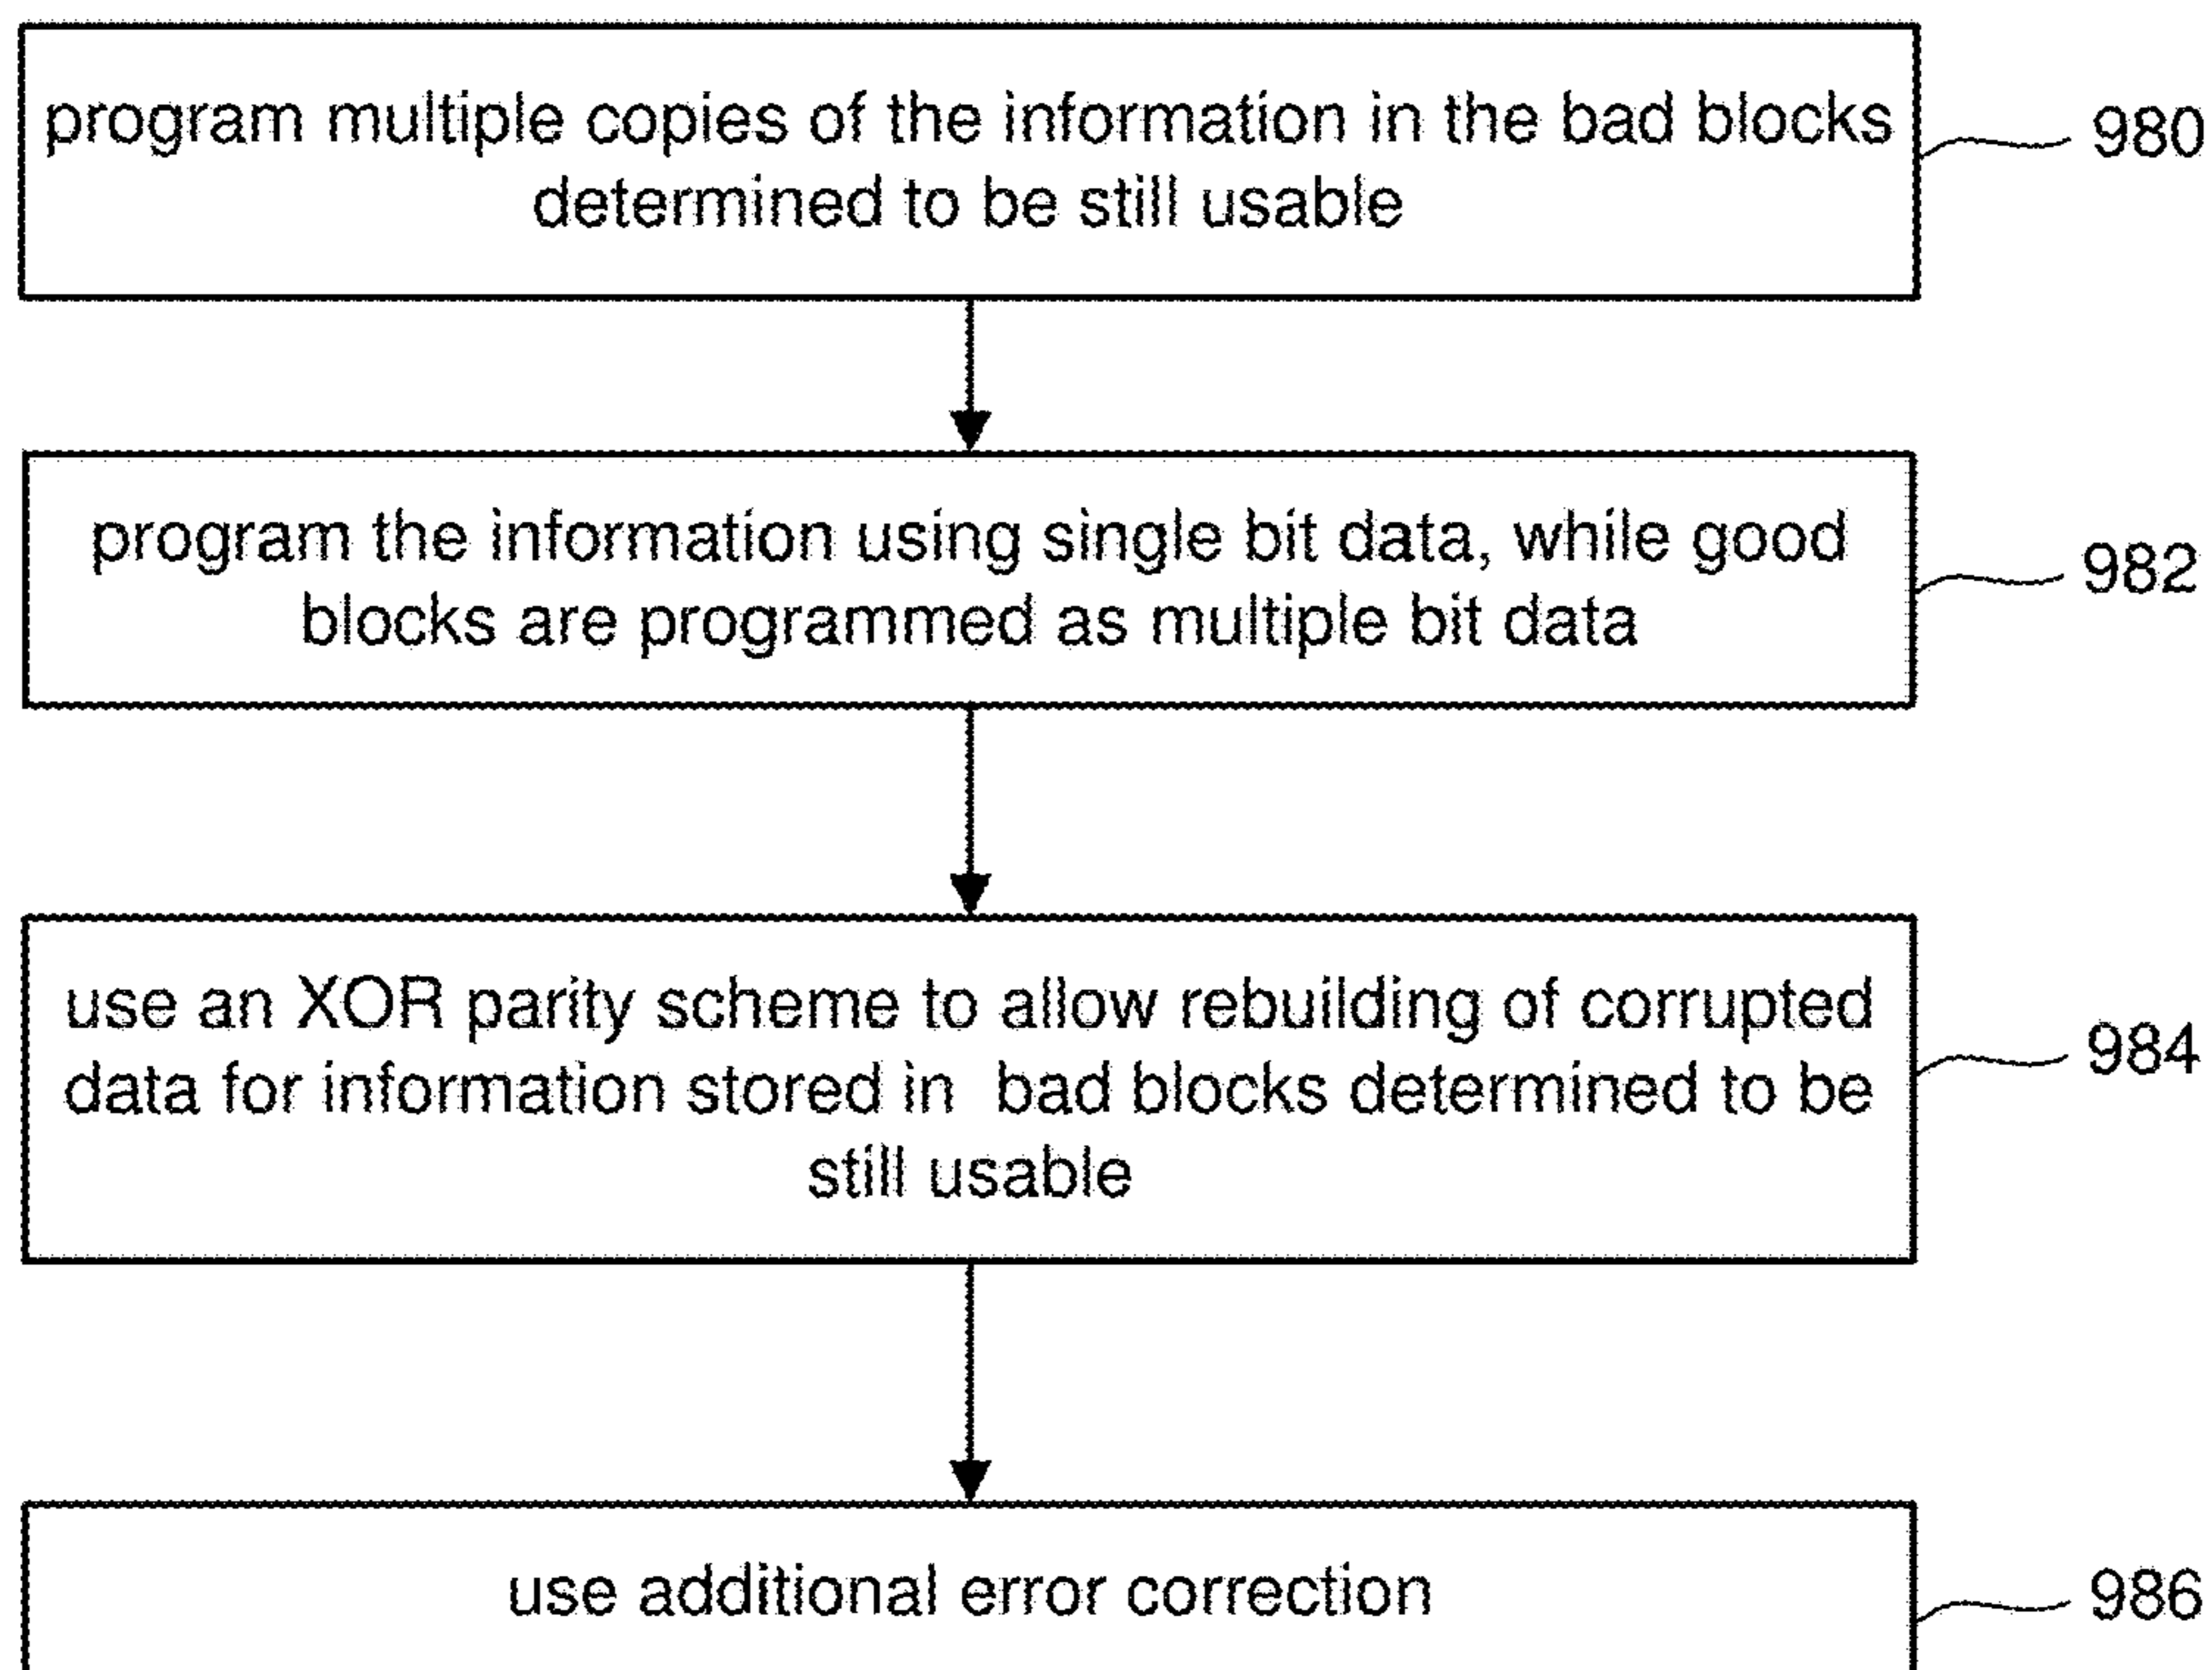 program multiple copies of the information in the bad blocks
determined to be still usable
980
program the information using single bit data, while good
blocks are programmed as multiple bit data
982
use an XOR parity scheme to allow rebuilding of corrupted
data for information stored in  bad blocks determined to be
still usable
984
use additional error correction
986